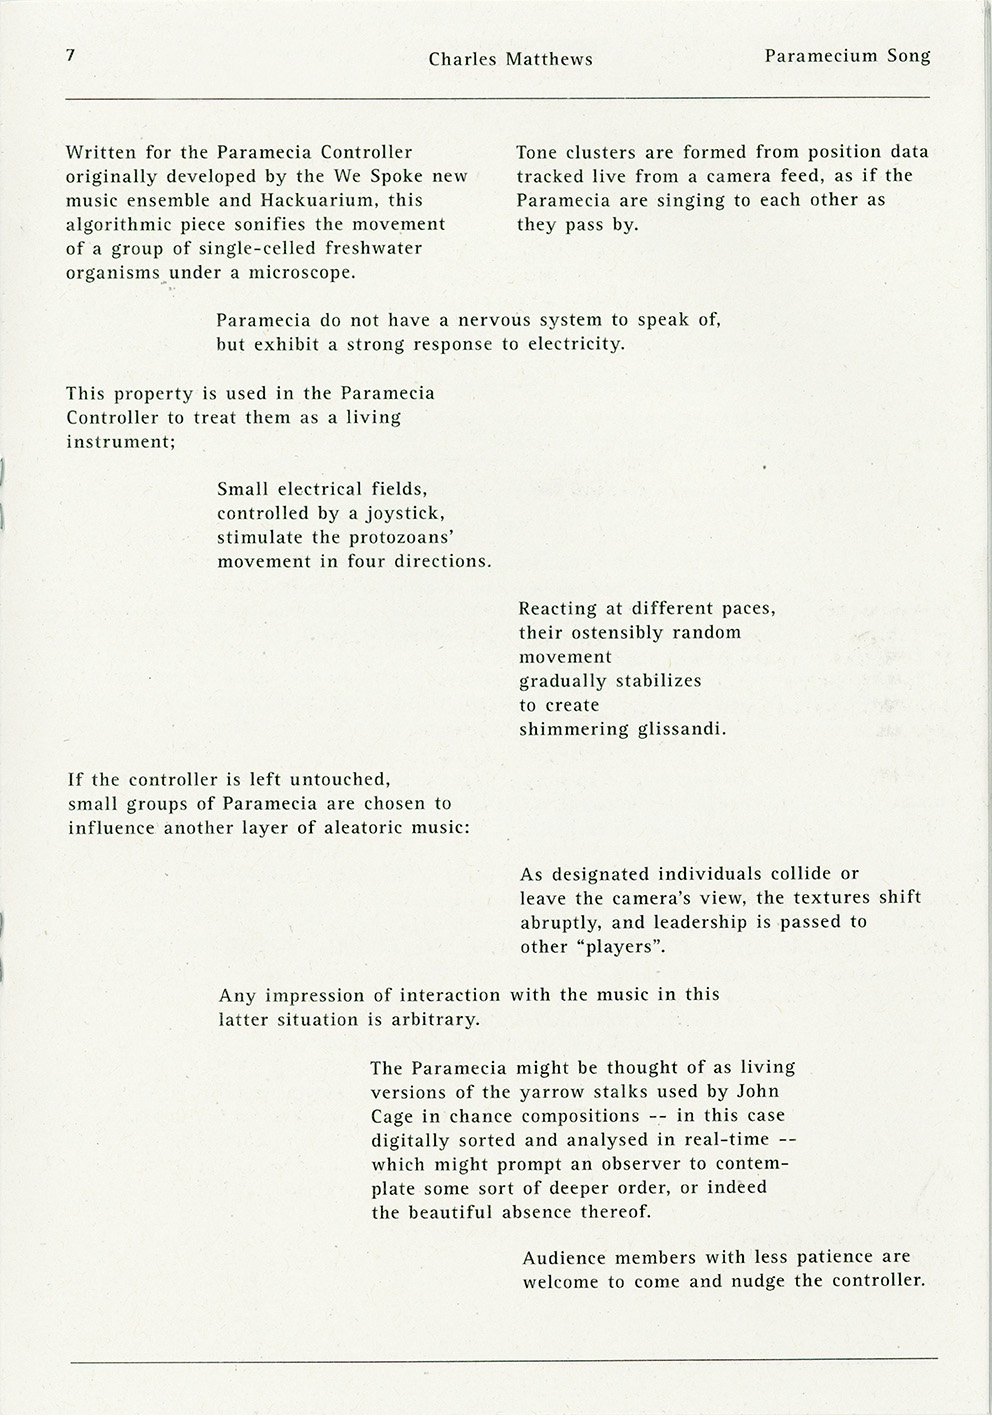 7
Charles Matthews
Paramecium Song
Written for the Paramecia Controller
originally developed by the We Spoke new
music ensemble and Hackuarium, this
algorithmic piece sonifies the movement
of a group of single-celled freshwater
organisms under a microscope.
Tone clusters are formed from position data
tracked live from a camera feed, as if the
Paramecia are singing to each other as
they pass by.
Paramecia do not have a nervous system to speak of,
but exhibit a strong response to electricity.
This property is used in the Paramecia
Controller to treat them as a living
instrument;
Small electrical fields,
controlled by a joystick,
stimulate the protozoans’
movement in four directions.
Reacting at different paces,
their ostensibly random
movement
gradually stabilizes
to create
shimmering glissandi.
If the controller is left untouched,
small groups of Paramecia are chosen to
influence another layer of aleatoric music:
As designated individuals collide or
leave the camera’s view, the textures shift
abruptly, and leadership is passed to
other “players”.
Any impression of interaction with the music in this
latter situation is arbitrary.
The Paramecia might be thought of as living
versions of the yarrow stalks used by John
Cage in chance compositions -- in this case
digitally sorted and analysed in real-time --
which might prompt an observer to contem-
plate some sort of deeper order, or indeed
the beautiful absence thereof.
Audience members with less patience are
welcome to come and nudge the controller.